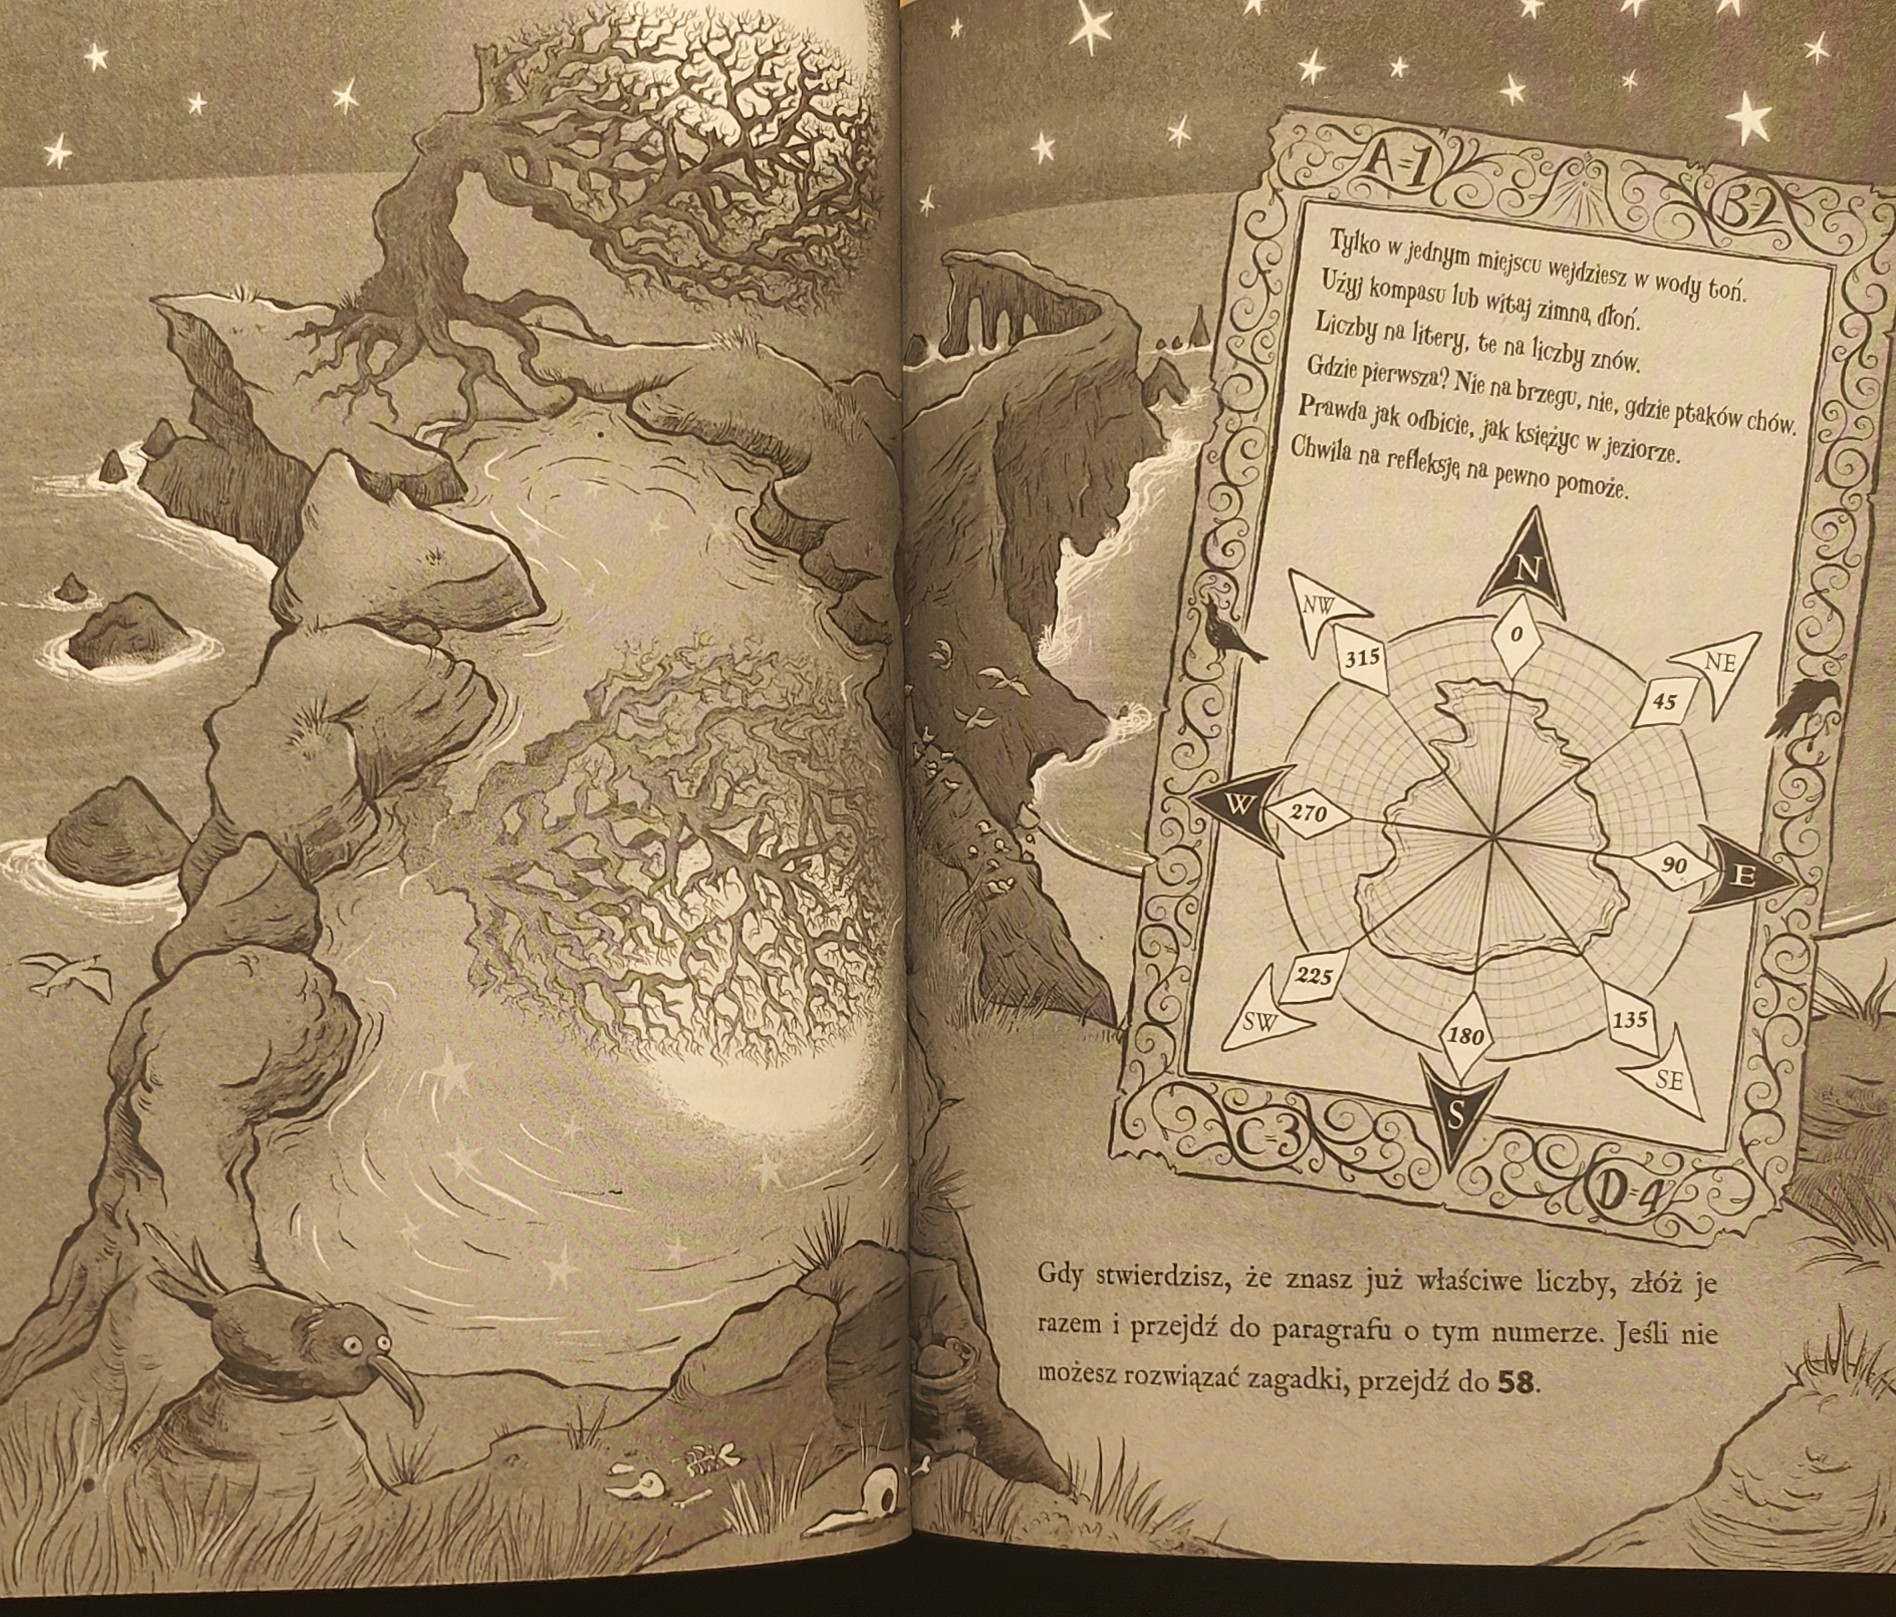 A=1
B=2
Tylko w jednym miejscu wejdziesz w wody toń.
Użyj kompasu lub witaj zimna, dłoń.
Liczby na litery, te na liczby znów.
Gdzie pierwsza? Nie na brzegu, nie, gdzie ptaków chów.
Prawda jak odbicie, jak księżyc w jeziorze.
Chwila na refleksję na pewno pomoże.
N
NW
0
NE
315
45
W
270
90
E
225
SW
135
180
SE
S
C=3
D=4
Gdy stwierdzisz, że znasz już właściwe liczby, złóż je
razem i przejdź do paragrafu o tym numerze. Jeśli nie
możesz rozwiązać zagadki, przejdź do 58.